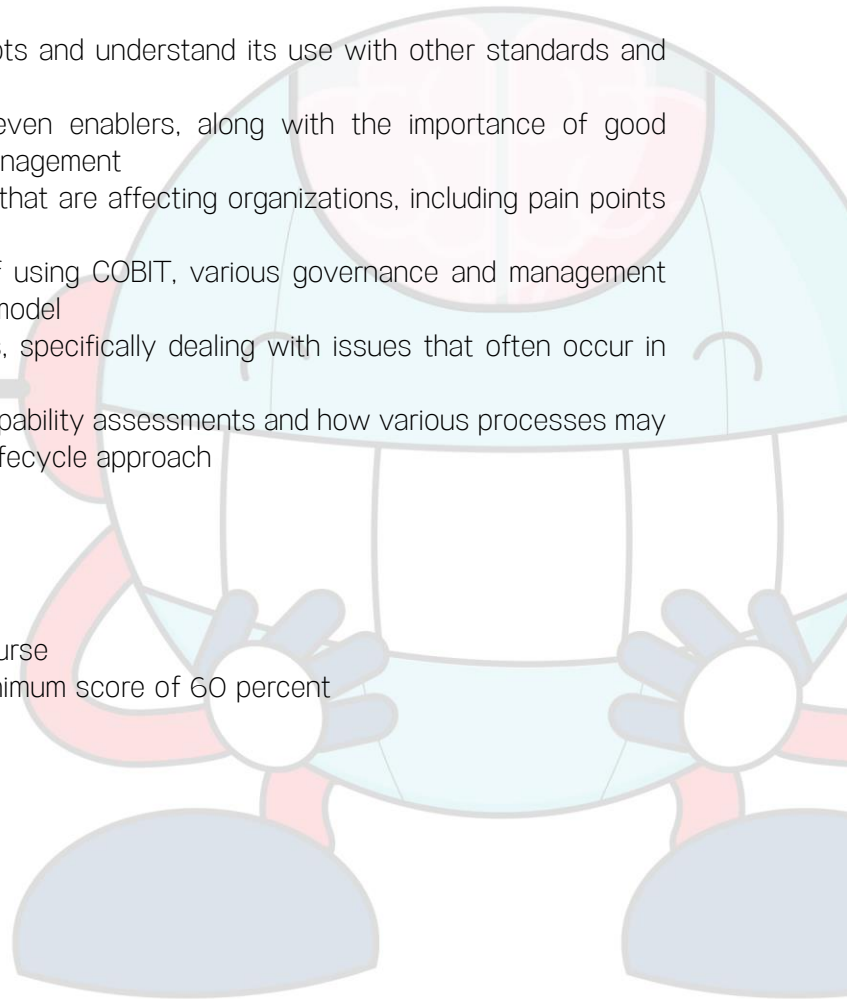 ots and understand its use with other standards and
even enablers, along with the importance of good
nagement
that are affecting organizations, including pain points
f using COBIT, various governance and management
model
s, specifically dealing with issues that often occur in
pability assessments and how various processes may
fecycle approach
urse
nimum score of 60 percent